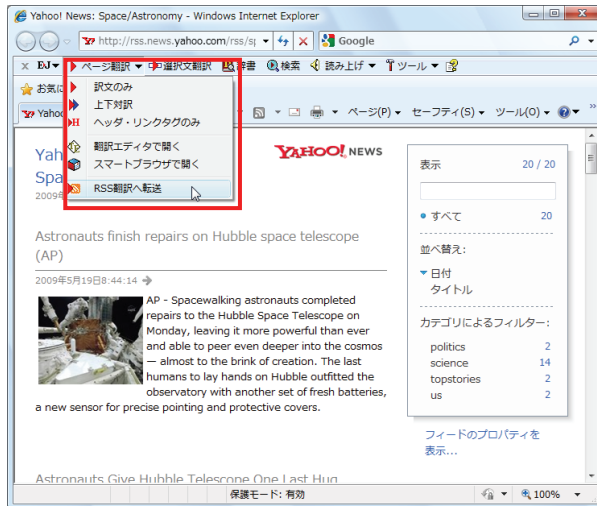 Yahoo! News: Space/Astronomy - Windows Internet Explorer
http://rss.news.yahoo.com/rss/s
Google
x EJ ページ翻訳 選択文翻訳 辞書 検索 読み上げ ツール
お気に
訳文のみ
上下対訳
ヘッダ・リンクタグのみ
翻訳エディタで開く
スマートブラウザで開く
RSS翻訳へ転送
Yahoo
ページ(P) セーフティ(S) ツール(O)
Yah
Spa
2009年
YAHOO! NEWS
Astronauts finish repairs on Hubble space telescope
(AP)
2009年5月19日8:44:14
AP - Spacewalking astronauts completed
repairs to the Hubble Space Telescope on
Monday, leaving it more powerful than ever
and able to peer even deeper into the cosmos
— almost to the brink of creation. The last
humans to lay hands on Hubble outfitted the
observatory with another set of fresh batteries,
a new sensor for precise pointing and protective covers.
Astronauts Give Hubble Telescope One Last Hug
表示 20 / 20
すべて 20
並べ替え:
日付
タイトル
カテゴリによるフィルター:
politics 2
science 14
topstories 2
us 2
フィードのプロパティを
表示...
保護モード: 有効
100%